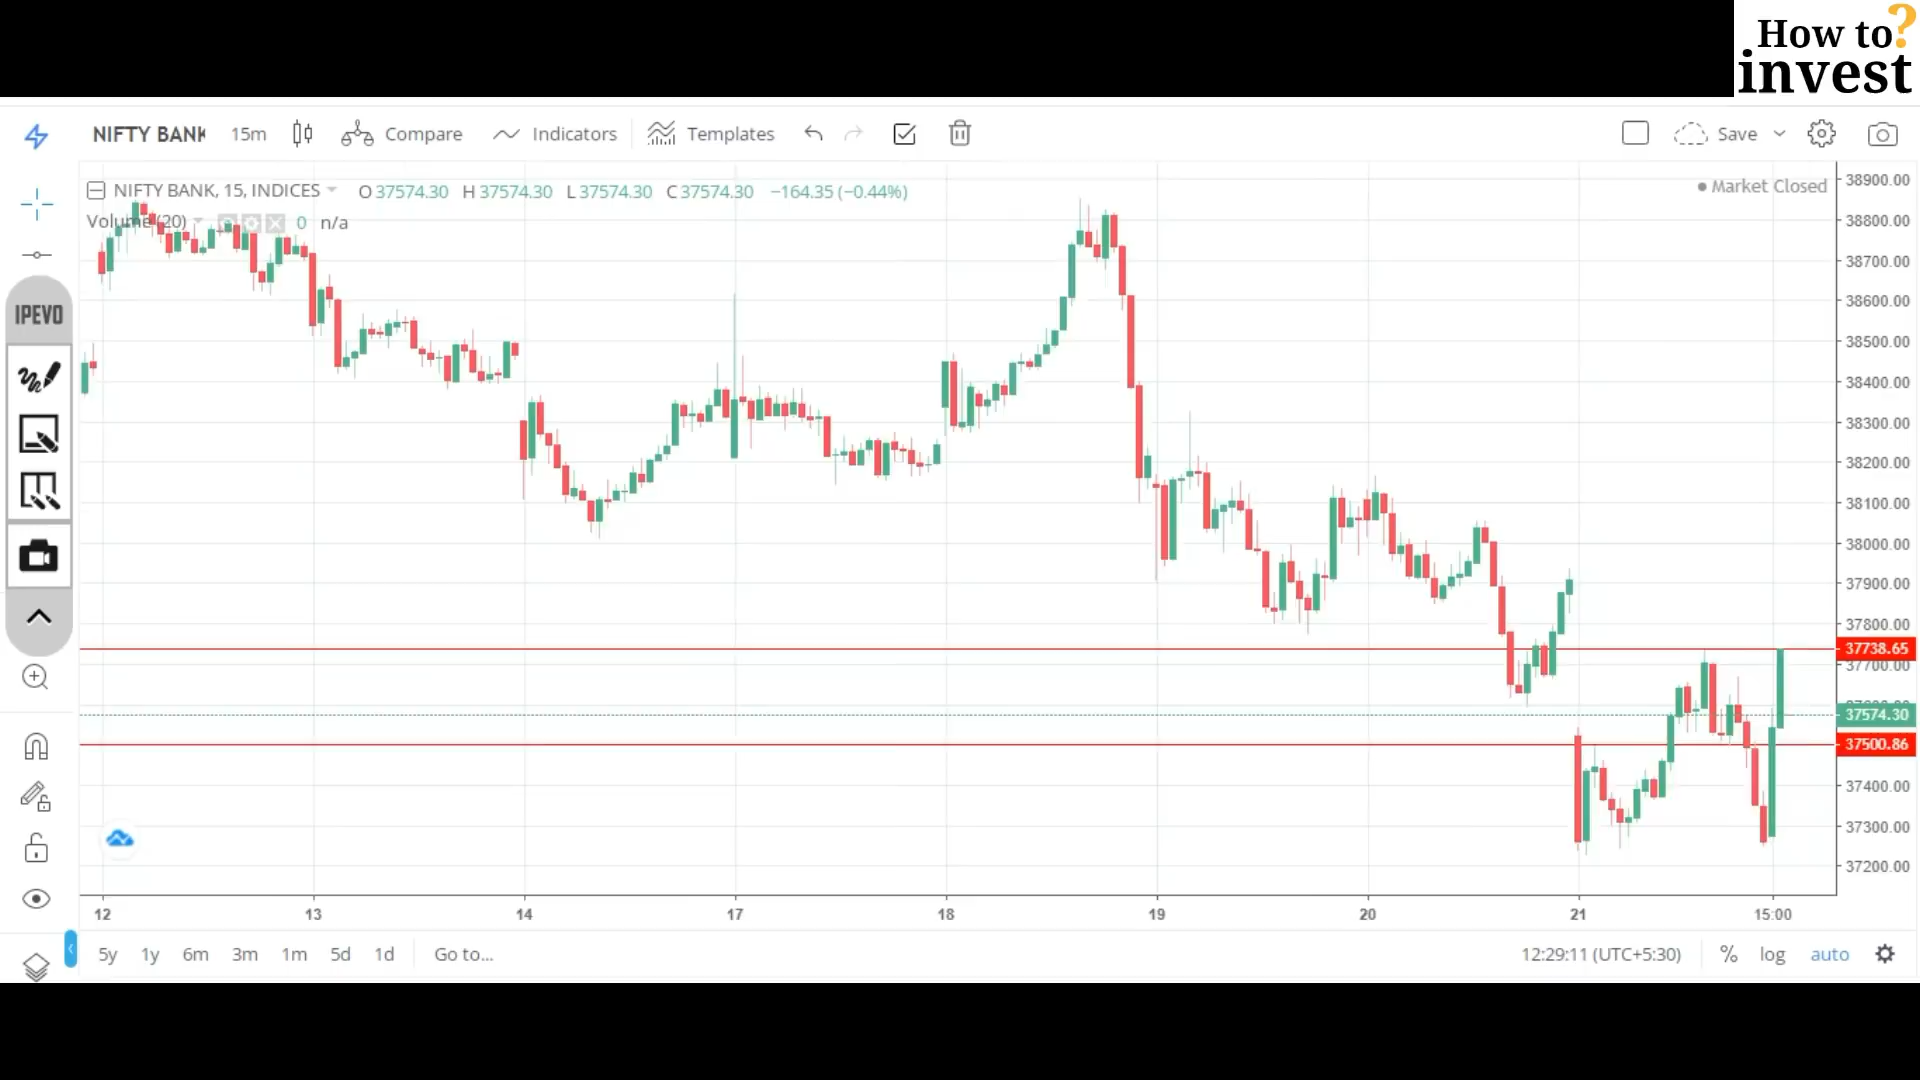 How to?
invest
NIFTY BANK 15m Compare Indicators Templates Save
NIFTY BANK, 15, INDICES O 37574.30 H 37574.30 L 37574.30 C 37574.30 −164.35 (−0.44%)
Market Closed
Volume (20) 0 n/a
IPEVO
38900.00
38800.00
38700.00
38600.00
38500.00
38400.00
38300.00
38200.00
38100.00
38000.00
37900.00
37800.00
37738.65
37700.00
37574.30
37500.86
37400.00
37300.00
37200.00
12 13 14 17 18 19 20 21 15:00
5y 1y 6m 3m 1m 5d 1d Go to... 12:29:11 (UTC+5:30) % log auto